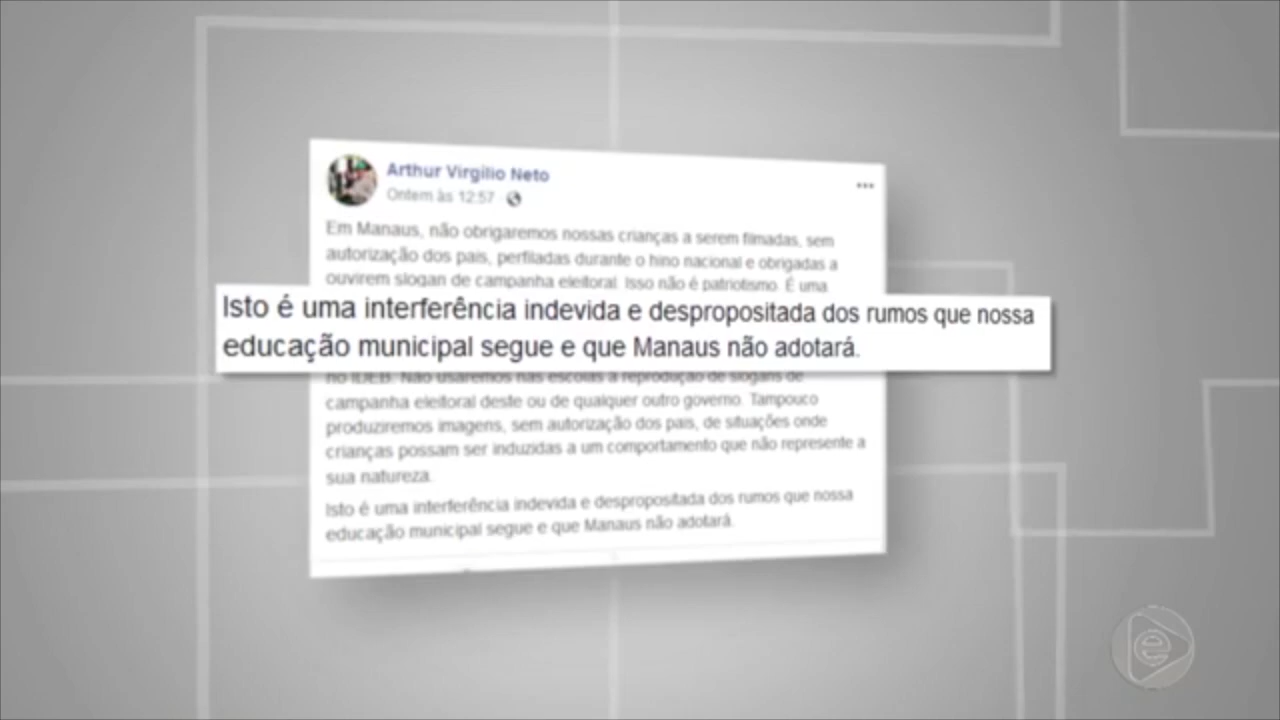 Arthur Virgílio Neto
Ontem às 12:57
Em Manaus, não obrigaremos nossas crianças a serem filmadas, sem
autorização dos pais, perfiladas durante o hino nacional e obrigadas a
ouvirem slogan de campanha eleitoral. Isso não é patriotismo. É uma
Isto é uma interferência indevida e despropositada dos rumos que nossa
educação municipal segue e que Manaus não adotará.
no IDEB. Não usaremos nas escolas a reprodução de slogans de
campanha eleitoral deste ou de qualquer outro governo. Tampouco
produziremos imagens, sem autorização dos pais, de situações onde
crianças possam ser induzidas a um comportamento que não represente a
sua natureza.
Isto é uma interferência indevida e despropositada dos rumos que nossa
educação municipal segue e que Manaus não adotará.
e